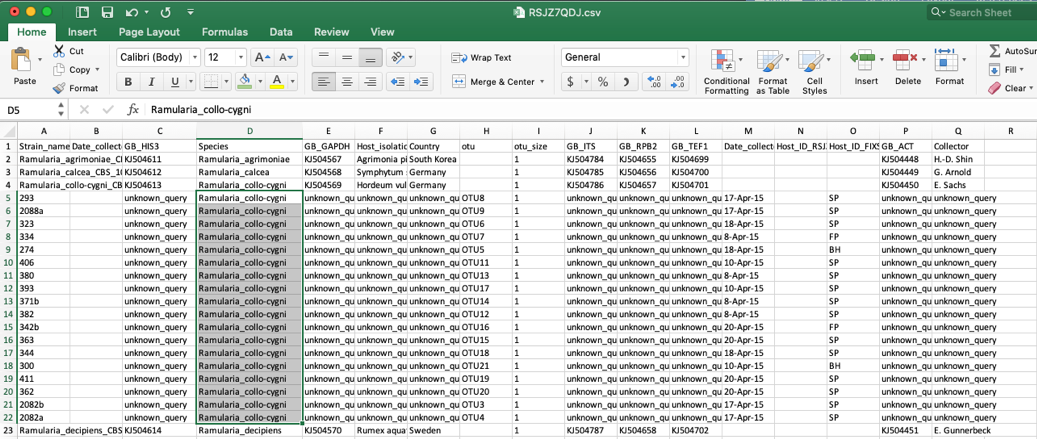 RSJZ7QDJ.csv
Search Sheet
Home Insert Page Layout Formulas Data Review View
Paste Cut Copy Format
Calibri (Body) 12 A A
B I U A
Wrap Text
Merge & Center
General
$ % .0 .00 .00 .0
Conditional Formatting Format as Table Cell Styles
Insert Delete Format
AutoSur
Fill
Clear
D5 fx Ramularia_collo-cygni
A B C D E F G H I J K L M N O P Q R
1 Strain_name Date_collect GB_HIS3 Species GB_GAPDH Host_isolatic Country otu otu_size GB_ITS GB_RPB2 GB_TEF1 Date_collect Host_ID_RSJ Host_ID_FIXS GB_ACT Collector
2 Ramularia_agrimoniae_CI KJ504611 Ramularia_agrimoniae KJ504567 Agrimonia pi South Korea 1 KJ504784 KJ504655 KJ504699 KJ504448 H.-D. Shin
3 Ramularia_calcea_CBS_10 KJ504612 Ramularia_calcea KJ504568 Symphytum Germany 1 KJ504785 KJ504656 KJ504700 KJ504449 G. Arnold
4 Ramularia_collo-cygni_CB KJ504613 Ramularia_collo-cygni KJ504569 Hordeum vul Germany 1 KJ504786 KJ504657 KJ504701 KJ504450 E. Sachs
5 293 unknown_query Ramularia_collo-cygni unknown_qu unknown_qu unknown_qu OTU8 1 unknown_qu unknown_qu unknown_qu 17-Apr-15 SP unknown_qu unknown_query
6 2088a unknown_query Ramularia_collo-cygni unknown_qu unknown_qu unknown_qu OTU9 1 unknown_qu unknown_qu unknown_qu 17-Apr-15 SP unknown_qu unknown_query
7 323 unknown_query Ramularia_collo-cygni unknown_qu unknown_qu unknown_qu OTU6 1 unknown_qu unknown_qu unknown_qu 18-Apr-15 SP unknown_qu unknown_query
8 334 unknown_query Ramularia_collo-cygni unknown_qu unknown_qu unknown_qu OTU7 1 unknown_qu unknown_qu unknown_qu 8-Apr-15 FP unknown_qu unknown_query
9 274 unknown_query Ramularia_collo-cygni unknown_qu unknown_qu unknown_qu OTU5 1 unknown_qu unknown_qu unknown_qu 18-Apr-15 BH unknown_qu unknown_query
10 406 unknown_query Ramularia_collo-cygni unknown_qu unknown_qu unknown_qu OTU11 1 unknown_qu unknown_qu unknown_qu 10-Apr-15 SP unknown_qu unknown_query
11 380 unknown_query Ramularia_collo-cygni unknown_qu unknown_qu unknown_qu OTU13 1 unknown_qu unknown_qu unknown_qu 8-Apr-15 SP unknown_qu unknown_query
12 393 unknown_query Ramularia_collo-cygni unknown_qu unknown_qu unknown_qu OTU17 1 unknown_qu unknown_qu unknown_qu 10-Apr-15 SP unknown_qu unknown_query
13 371b unknown_query Ramularia_collo-cygni unknown_qu unknown_qu unknown_qu OTU14 1 unknown_qu unknown_qu unknown_qu 8-Apr-15 SP unknown_qu unknown_query
14 382 unknown_query Ramularia_collo-cygni unknown_qu unknown_qu unknown_qu OTU12 1 unknown_qu unknown_qu unknown_qu 8-Apr-15 SP unknown_qu unknown_query
15 342b unknown_query Ramularia_collo-cygni unknown_qu unknown_qu unknown_qu OTU16 1 unknown_qu unknown_qu unknown_qu 20-Apr-15 FP unknown_qu unknown_query
16 363 unknown_query Ramularia_collo-cygni unknown_qu unknown_qu unknown_qu OTU15 1 unknown_qu unknown_qu unknown_qu 20-Apr-15 SP unknown_qu unknown_query
17 344 unknown_query Ramularia_collo-cygni unknown_qu unknown_qu unknown_qu OTU18 1 unknown_qu unknown_qu unknown_qu 18-Apr-15 SP unknown_qu unknown_query
18 300 unknown_query Ramularia_collo-cygni unknown_qu unknown_qu unknown_qu OTU21 1 unknown_qu unknown_qu unknown_qu 10-Apr-15 BH unknown_qu unknown_query
19 411 unknown_query Ramularia_collo-cygni unknown_qu unknown_qu unknown_qu OTU19 1 unknown_qu unknown_qu unknown_qu 20-Apr-15 SP unknown_qu unknown_query
20 362 unknown_query Ramularia_collo-cygni unknown_qu unknown_qu unknown_qu OTU20 1 unknown_qu unknown_qu unknown_qu 20-Apr-15 SP unknown_qu unknown_query
21 2082b unknown_query Ramularia_collo-cygni unknown_qu unknown_qu unknown_qu OTU3 1 unknown_qu unknown_qu unknown_qu 17-Apr-15 SP unknown_qu unknown_query
22 2082a unknown_query Ramularia_collo-cygni unknown_qu unknown_qu unknown_qu OTU4 1 unknown_qu unknown_qu unknown_qu 17-Apr-15 SP unknown_qu unknown_query
23 Ramularia_decipiens_CBS KJ504614 Ramularia_decipiens KJ504570 Rumex aqua Sweden 1 KJ504787 KJ504658 KJ504702 KJ504451 E. Gunnerbeck